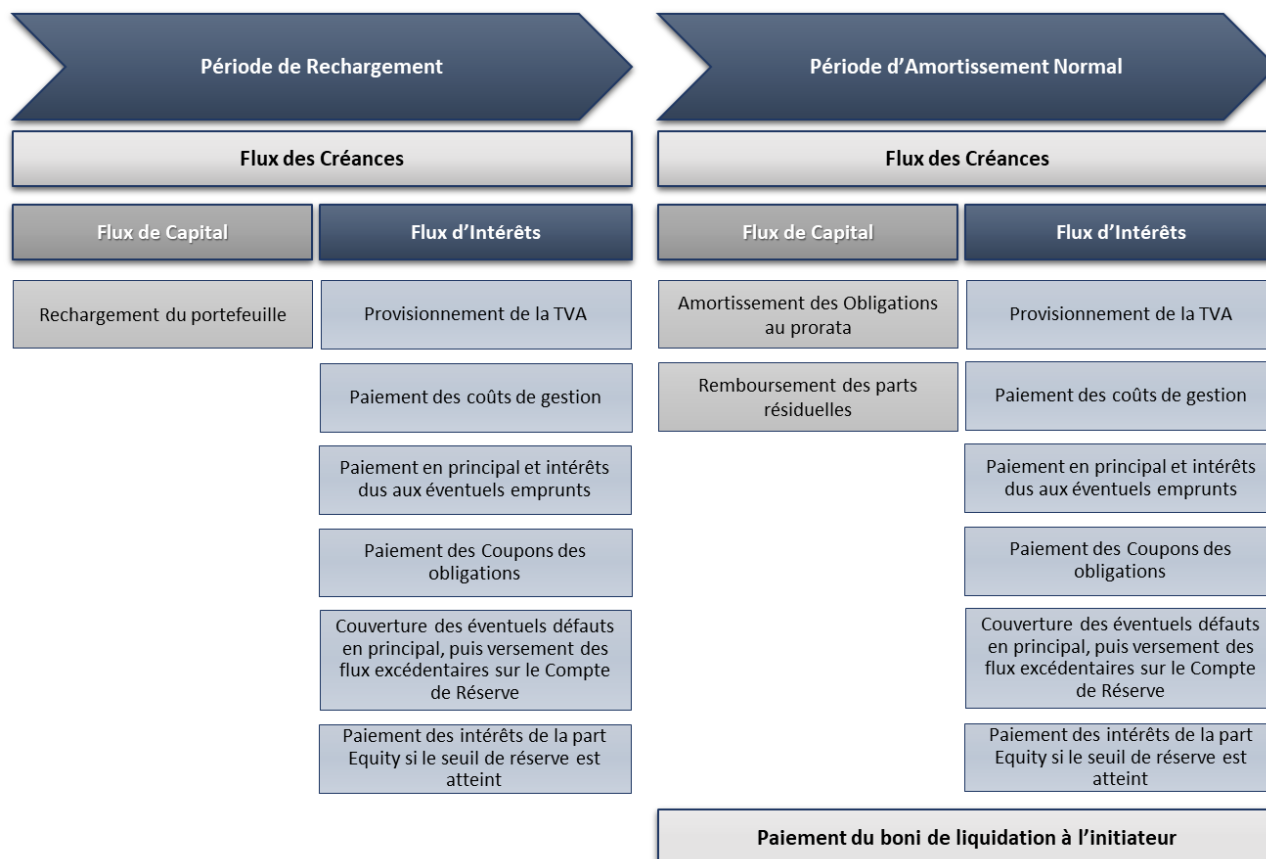 Période de Rechargement
Flux des Créances
Flux de Capital
Flux d'Intérêts
Rechargement du portefeuille
Provisionnement de la TVA
Paiement des coûts de gestion
Paiement en principal et intérêts
dus aux éventuels emprunts
Paiement des Coupons des
obligations
Couverture des éventuels défauts
en principal, puis versement des
flux excédentaires sur le Compte
de Réserve
Paiement des intérêts de la part
Equity si le seuil de réserve est
atteint
Période d'Amortissement Normal
Flux des Créances
Flux de Capital
Flux d'Intérêts
Amortissement des Obligations
au prorata
Remboursement des parts
résiduelles
Provisionnement de la TVA
Paiement des coûts de gestion
Paiement en principal et intérêts
dus aux éventuels emprunts
Paiement des Coupons des
obligations
Couverture des éventuels défauts
en principal, puis versement des
flux excédentaires sur le Compte
de Réserve
Paiement des intérêts de la part
Equity si le seuil de réserve est
atteint
Paiement du boni de liquidation à l'initiateur